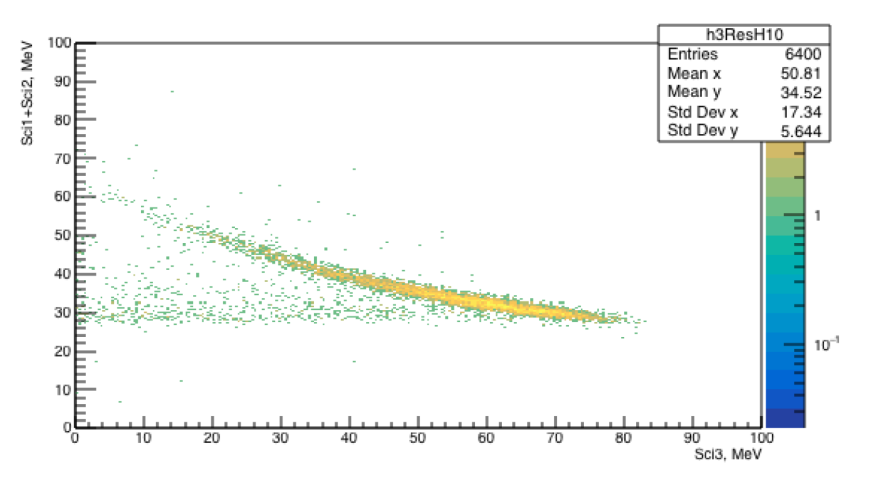 h3ResH10
Entries 6400
Mean x 50.81
Mean y 34.52
Std Dev x 17.34
Std Dev y 5.644
Sci1+Sci2, MeV
100
90
80
70
60
50
40
30
20
10
0
1
10⁻¹
0 10 20 30 40 50 60 70 80 90 100
Sci3, MeV